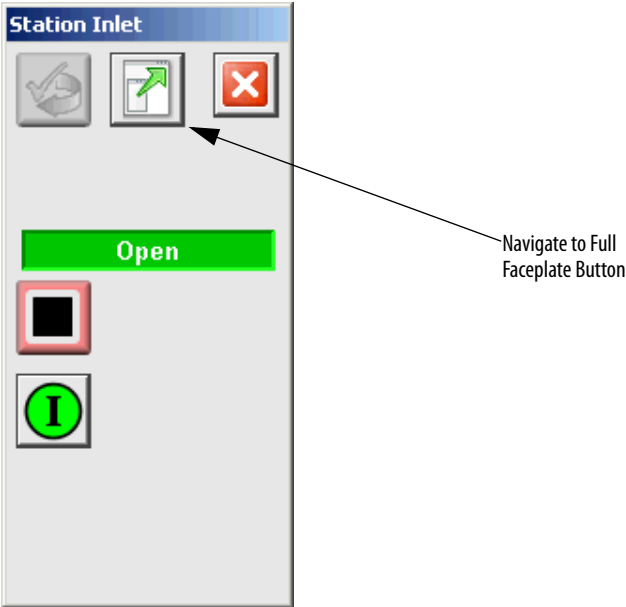 Station Inlet
Open
I
Navigate to Full
Faceplate Button